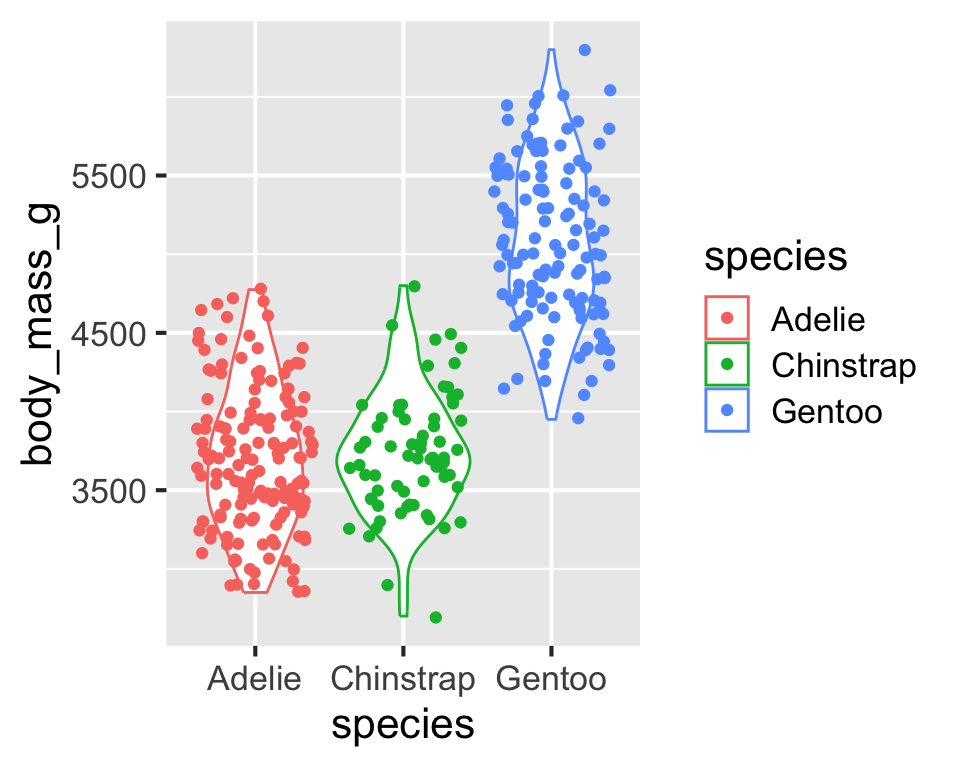 body_mass_g
5500
4500
3500
Adelie Chinstrap Gentoo
species
species
Adelie
Chinstrap
Gentoo